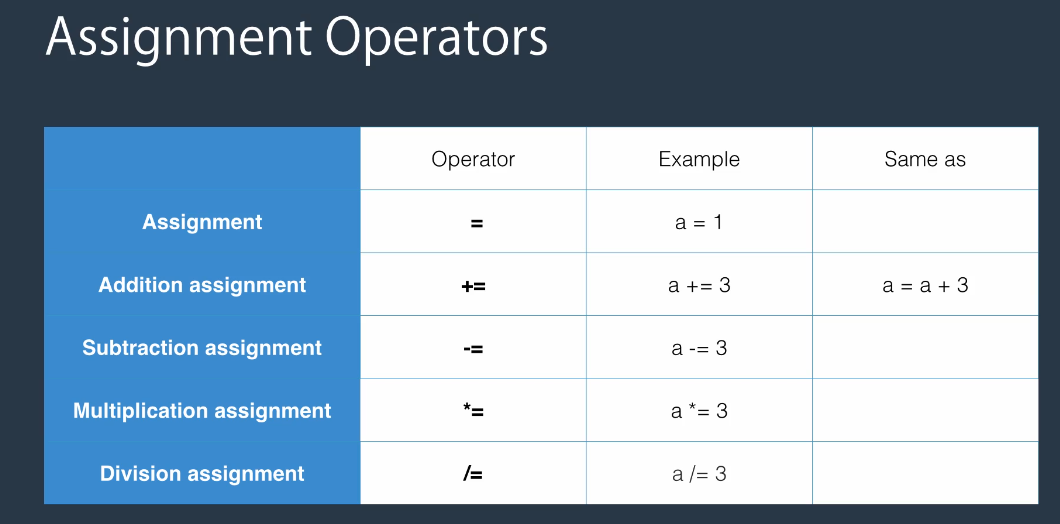 Assignment Operators
Operator Example Same as
Assignment = a = 1
Addition assignment += a += 3 a = a + 3
Subtraction assignment -= a -= 3
Multiplication assignment *= a *= 3
Division assignment /= a /= 3